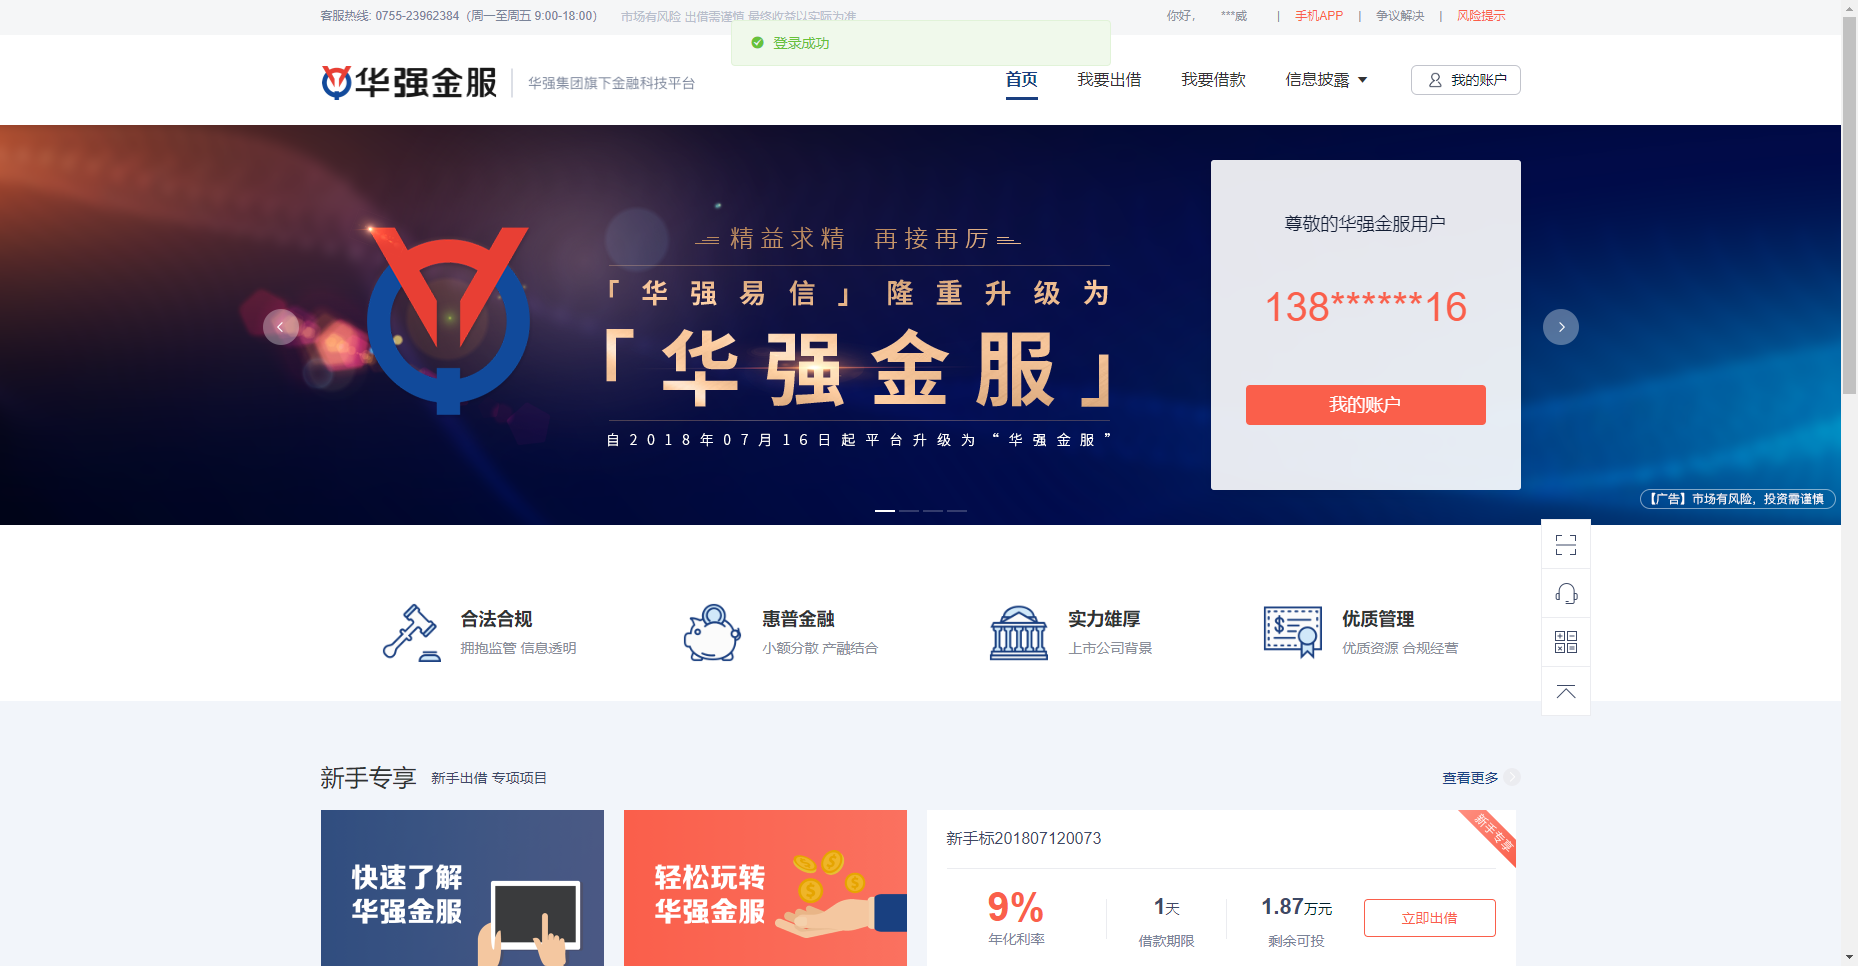 客服热线: 0755-23962384（周一至周五 9:00-18:00） 市场有风险 出借需谨慎 最终收益以实际为准 你好， ***威 | 手机APP | 争议解决 | 风险提示
登录成功
华强金服 华强集团旗下金融科技平台 首页 我要出借 我要借款 信息披露 我的账户
精益求精 再接再厉
「华强易信」隆重升级为
「华强金服」
自2018年07月16日起平台升级为“华强金服”
尊敬的华强金服用户
138******16
我的账户
【广告】市场有风险，投资需谨慎
合法合规
拥抱监管 信息透明
惠普金融
小额分散 产融结合
实力雄厚
上市公司背景
优质管理
优质资源 合规经营
新手专享 新手出借 专项项目 查看更多
快速了解
华强金服
轻松玩转
华强金服
新手标201807120073
新手专享
9%
年化利率
1天
借款期限
1.87万元
剩余可投
立即出借